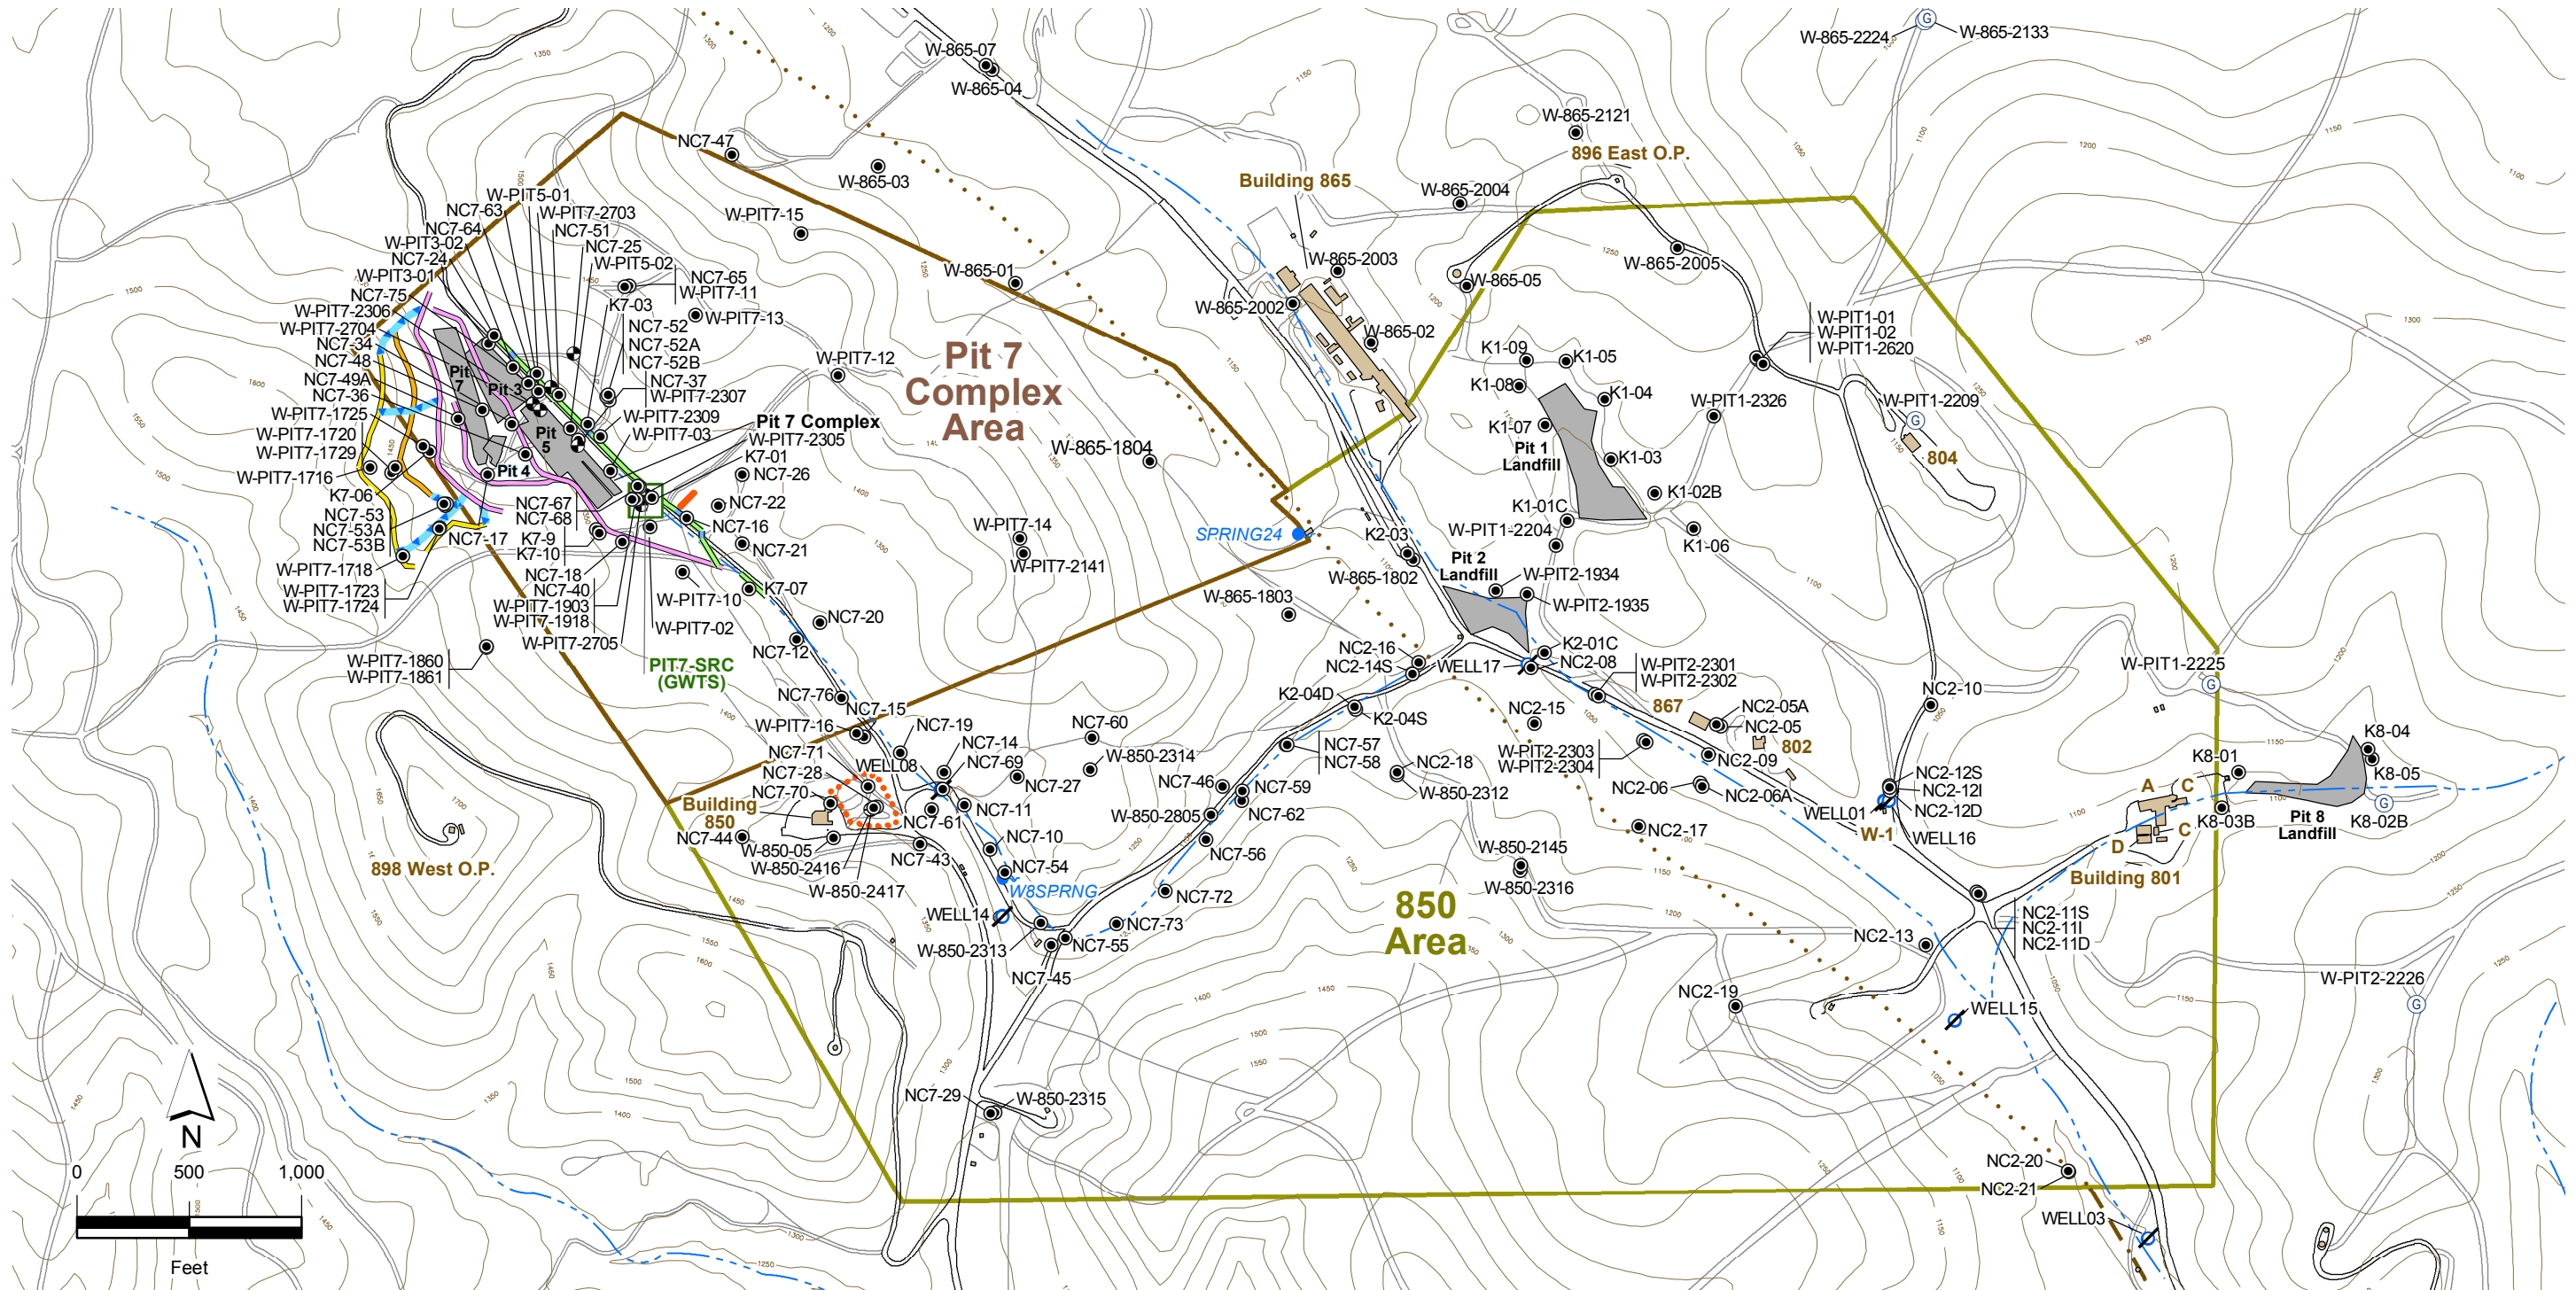 W-865-07
W-865-04
W-865-2224
W-865-2133
W-865-2121
896 East O.P.
NC7-47
W-865-03
Building 865
W-865-2004
W-PIT5-01
NC7-63
W-PIT7-2703
NC7-64
NC7-51
W-PIT3-02
NC7-25
NC7-24
W-PIT5-02
W-PIT3-01
NC7-65
W-PIT7-11
NC7-75
K7-03
W-PIT7-2306
W-PIT7-2704
NC7-34
NC7-48
NC7-49A
NC7-36
W-PIT7-1725
W-PIT7-1720
W-PIT7-1729
W-PIT7-1716
K7-06
NC7-53
NC7-53A
NC7-53B
W-PIT7-1718
W-PIT7-1723
W-PIT7-1724
W-PIT7-15
W-865-01
W-PIT7-13
NC7-52
NC7-52A
NC7-52B
NC7-37
W-PIT7-2307
W-PIT7-2309
W-PIT7-03
Pit 7 Complex
W-PIT7-2305
K7-01
NC7-26
NC7-22
NC7-16
NC7-21
K7-07
Pit
7
Pit 3
Pit
5
Pit 4
NC7-67
NC7-68
K7-9
K7-10
NC7-17
NC7-18
NC7-40
W-PIT7-1903
W-PIT7-1918
W-PIT7-2705
W-PIT7-10
W-PIT7-02
PIT7-SRC
(GWTS)
W-PIT7-12
Pit 7
Complex
Area
W-865-1804
W-PIT7-14
W-PIT7-2141
NC7-20
NC7-12
W-PIT7-1860
W-PIT7-1861
W-865-2003
W-865-2002
W-865-02
W-865-05
W-865-2005
K1-09
K1-05
K1-08
K1-04
K1-07
Pit 1
Landfill
K1-03
K1-02B
K1-01C
K1-06
W-PIT1-2204
W-PIT1-01
W-PIT1-02
W-PIT1-2620
W-PIT1-2326
W-PIT1-2209
804
SPRING24
K2-03
W-865-1802
Pit 2
Landfill
W-PIT2-1934
W-PIT2-1935
W-865-1803
NC2-16
NC2-14S
WELL17
K2-01C
NC2-08
W-PIT2-2301
W-PIT2-2302
867
NC2-05A
NC2-05
802
NC2-15
W-PIT2-2303
W-PIT2-2304
NC2-09
NC2-06
NC2-06A
NC2-10
W-PIT1-2225
K2-04D
K2-04S
NC7-57
NC7-58
NC2-18
W-850-2312
NC7-76
NC7-15
W-PIT7-16
NC7-19
NC7-71
NC7-14
NC7-28
WELL08
NC7-69
NC7-70
NC7-60
W-850-2314
NC7-27
Building
850
NC7-44
NC7-61
NC7-11
W-850-05
NC7-10
W-850-2416
NC7-43
W-850-2417
NC7-54
W8SPRNG
WELL14
W-850-2313
NC7-45
NC7-55
NC7-73
NC7-72
NC7-46
NC7-59
W-850-2805
NC7-62
NC7-56
W-850-2145
W-850-2316
NC2-17
850
Area
WELL01
W-1
NC2-12S
NC2-12I
NC2-12D
WELL16
K8-04
K8-01
K8-05
K8-03B
K8-02B
Pit 8
Landfill
A
C
C
D
Building 801
NC2-11S
NC2-11I
NC2-11D
NC2-13
W-PIT2-2226
NC2-19
WELL15
898 West O.P.
NC7-29
W-850-2315
NC2-20
NC2-21
WELL03
N
0 500 1,000
Feet